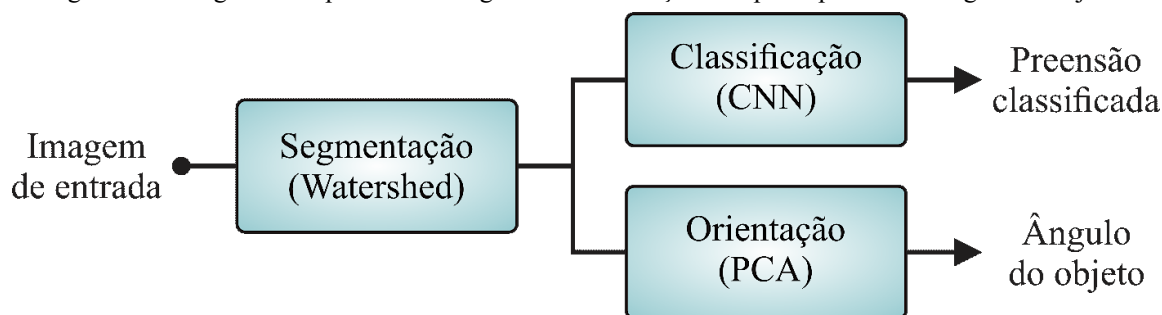 Imagem
de entrada
Segmentação
(Watershed)
Classificação
(CNN)
Preensão
classificada
Orientação
(PCA)
Ângulo
do objeto